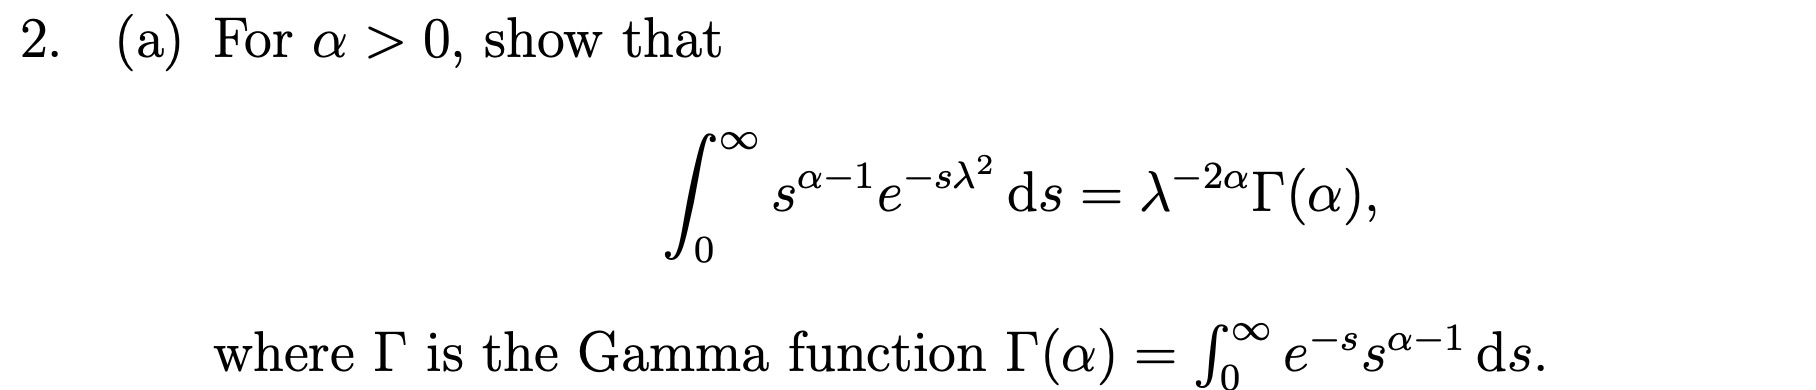 2. (a) For α > 0, show that
∫₀^∞ s^{α−1}e^{−sλ²} ds = λ^{−2α}Γ(α),
where Γ is the Gamma function Γ(α) = ∫₀^∞ e^{−s}s^{α−1} ds.